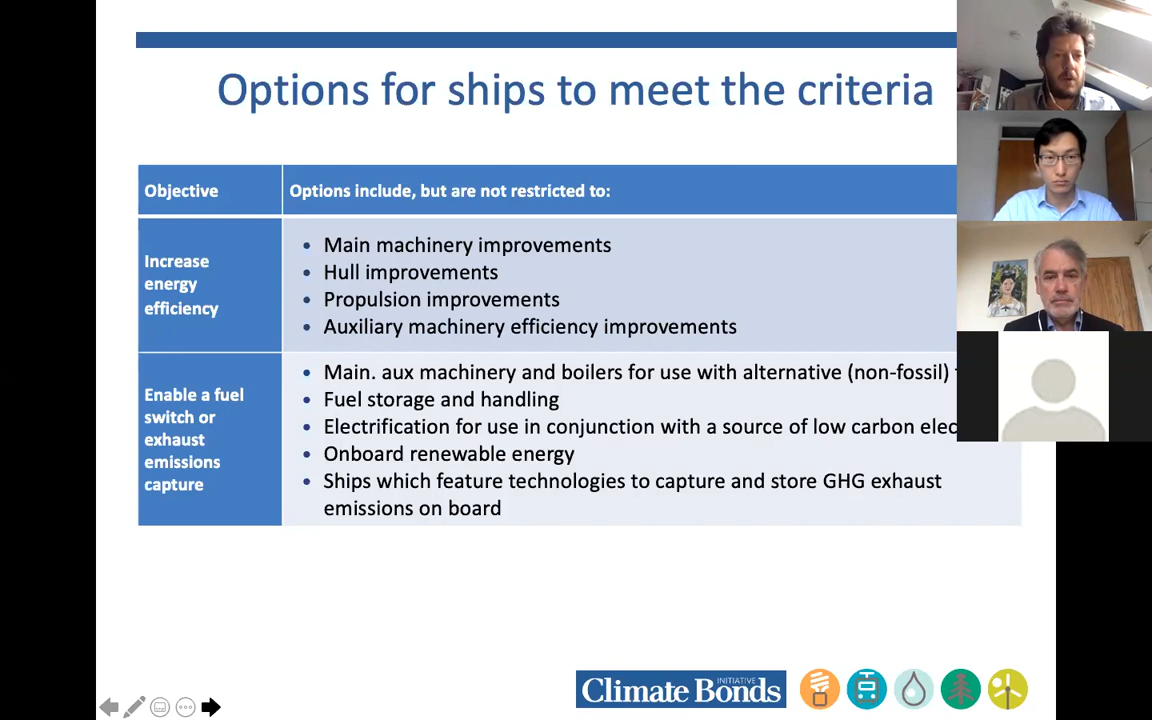 Options for ships to meet the criteria
Objective
Options include, but are not restricted to:
Increase
energy
efficiency
• Main machinery improvements
• Hull improvements
• Propulsion improvements
• Auxiliary machinery efficiency improvements
Enable a fuel
switch or
exhaust
emissions
capture
• Main. aux machinery and boilers for use with alternative (non-fossil)
• Fuel storage and handling
• Electrification for use in conjunction with a source of low carbon elec
• Onboard renewable energy
• Ships which feature technologies to capture and store GHG exhaust
emissions on board
Climate Bonds INITIATIVE